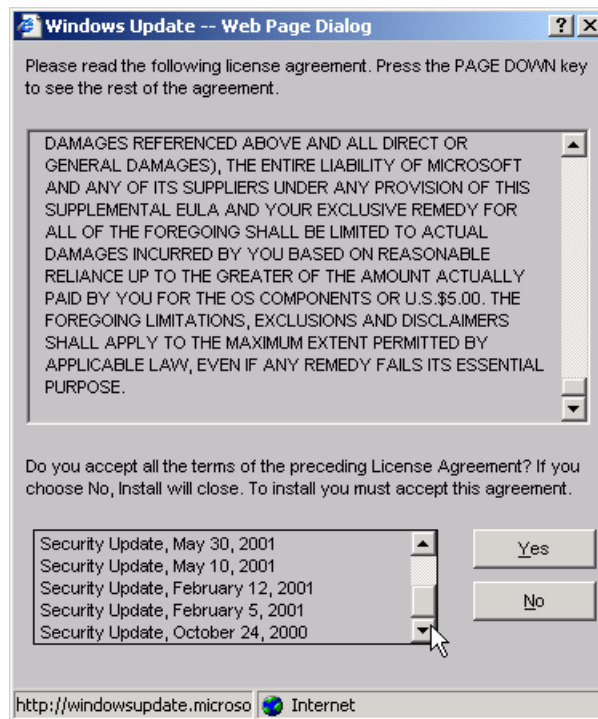 Windows Update -- Web Page Dialog
Please read the following license agreement. Press the PAGE DOWN key
to see the rest of the agreement.
DAMAGES REFERENCED ABOVE AND ALL DIRECT OR
GENERAL DAMAGES), THE ENTIRE LIABILITY OF MICROSOFT
AND ANY OF ITS SUPPLIERS UNDER ANY PROVISION OF THIS
SUPPLEMENTAL EULA AND YOUR EXCLUSIVE REMEDY FOR
ALL OF THE FOREGOING SHALL BE LIMITED TO ACTUAL
DAMAGES INCURRED BY YOU BASED ON REASONABLE
RELIANCE UP TO THE GREATER OF THE AMOUNT ACTUALLY
PAID BY YOU FOR THE OS COMPONENTS OR U.S.$5.00. THE
FOREGOING LIMITATIONS, EXCLUSIONS AND DISCLAIMERS
SHALL APPLY TO THE MAXIMUM EXTENT PERMITTED BY
APPLICABLE LAW, EVEN IF ANY REMEDY FAILS ITS ESSENTIAL
PURPOSE.
Do you accept all the terms of the preceding License Agreement? If you
choose No, Install will close. To install you must accept this agreement.
Security Update, May 30, 2001
Security Update, May 10, 2001
Security Update, February 12, 2001
Security Update, February 5, 2001
Security Update, October 24, 2000
Yes
No
http://windowsupdate.microso
Internet